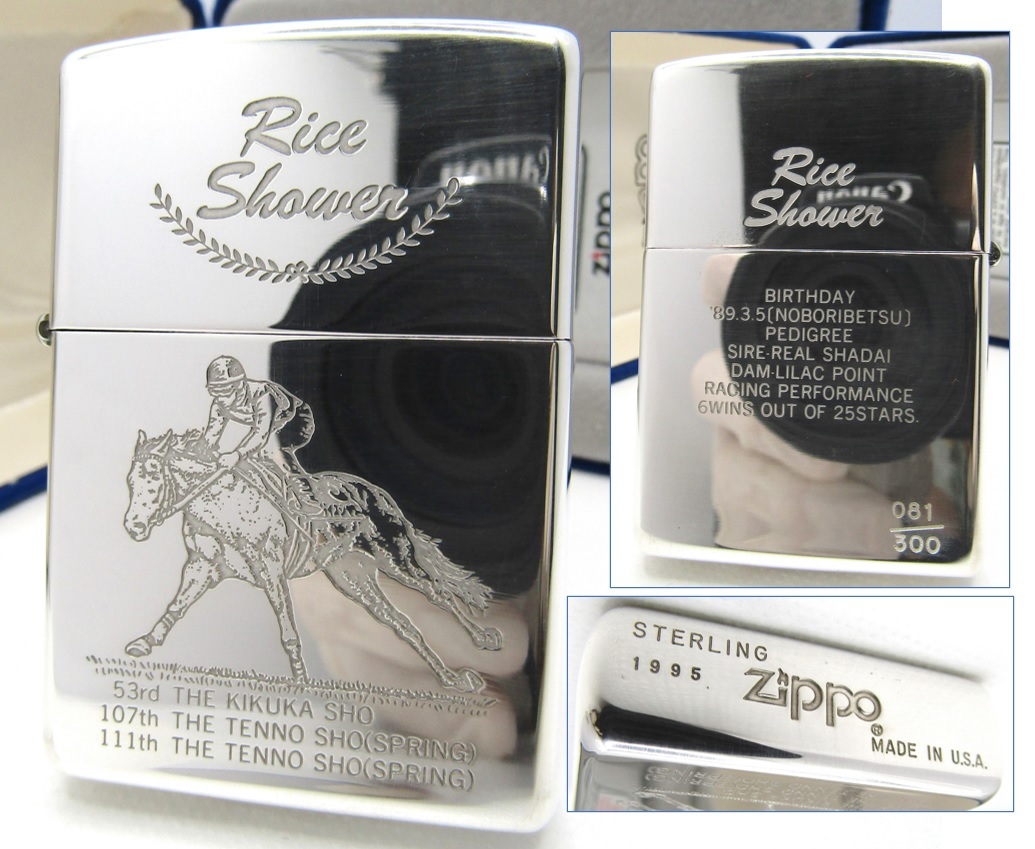 Rice
Shower
53rd THE KIKUKA SHO
107th THE TENNO SHO(SPRING)
111th THE TENNO SHO(SPRING)
zippo
Canon
Rice
Shower
BIRTHDAY
'89.3.5(NOBORIBETSU)
PEDIGREE
SIRE-REAL SHADAI
DAM-LILAC POINT
RACING PERFORMANCE
6WINS OUT OF 25STARS.
081
300
STERLING
1995
Zippo®
MADE IN U.S.A.